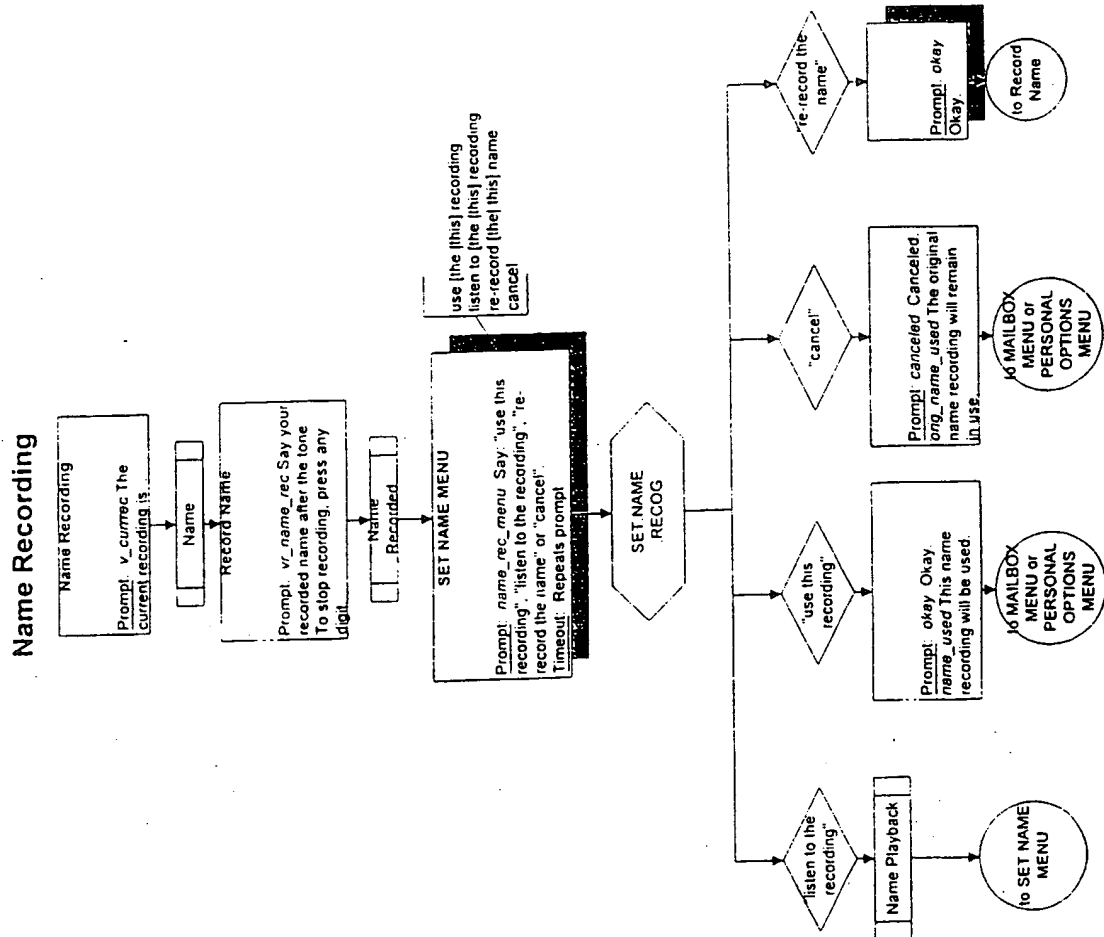 Name Recording
Name Recording
Prompt: v_currrec The
current recording is ...
Name
Record Name
Prompt: vr_name_rec Say your
recorded name after the tone
To stop recording, press any
digit.
Name
Recorded
SET NAME MENU
Prompt: name_rec_menu Say: "use this
recording", "listen to the recording", "re-
record the name" or "cancel".
Timeout: Repeats prompt
use [the |this] recording
listen to [the |this] recording
re-record [the| this] name
cancel
SET.NAME
.RECOG
"listen to the
recording"
Name Playback
to SET NAME
MENU
"use this
recording"
Prompt: okay Okay.
name_used This name
recording will be used.
to MAILBOX
MENU or
PERSONAL
OPTIONS
MENU
"cancel"
Prompt: canceled Canceled.
orig_name_used The original
name recording will remain
in use.
to MAILBOX
MENU or
PERSONAL
OPTIONS
MENU
"re-record the
name"
Prompt: okay
Okay.
to Record
Name